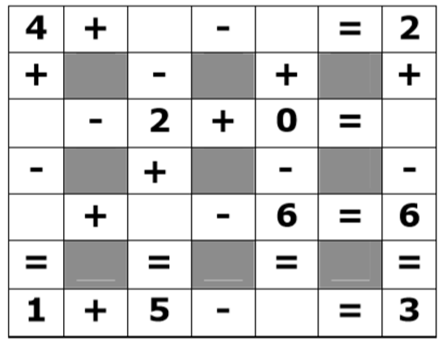 4 + - = 2
+ - + +
- 2 + 0 =
- + - -
+ - 6 = 6
= = = =
1 + 5 - = 3